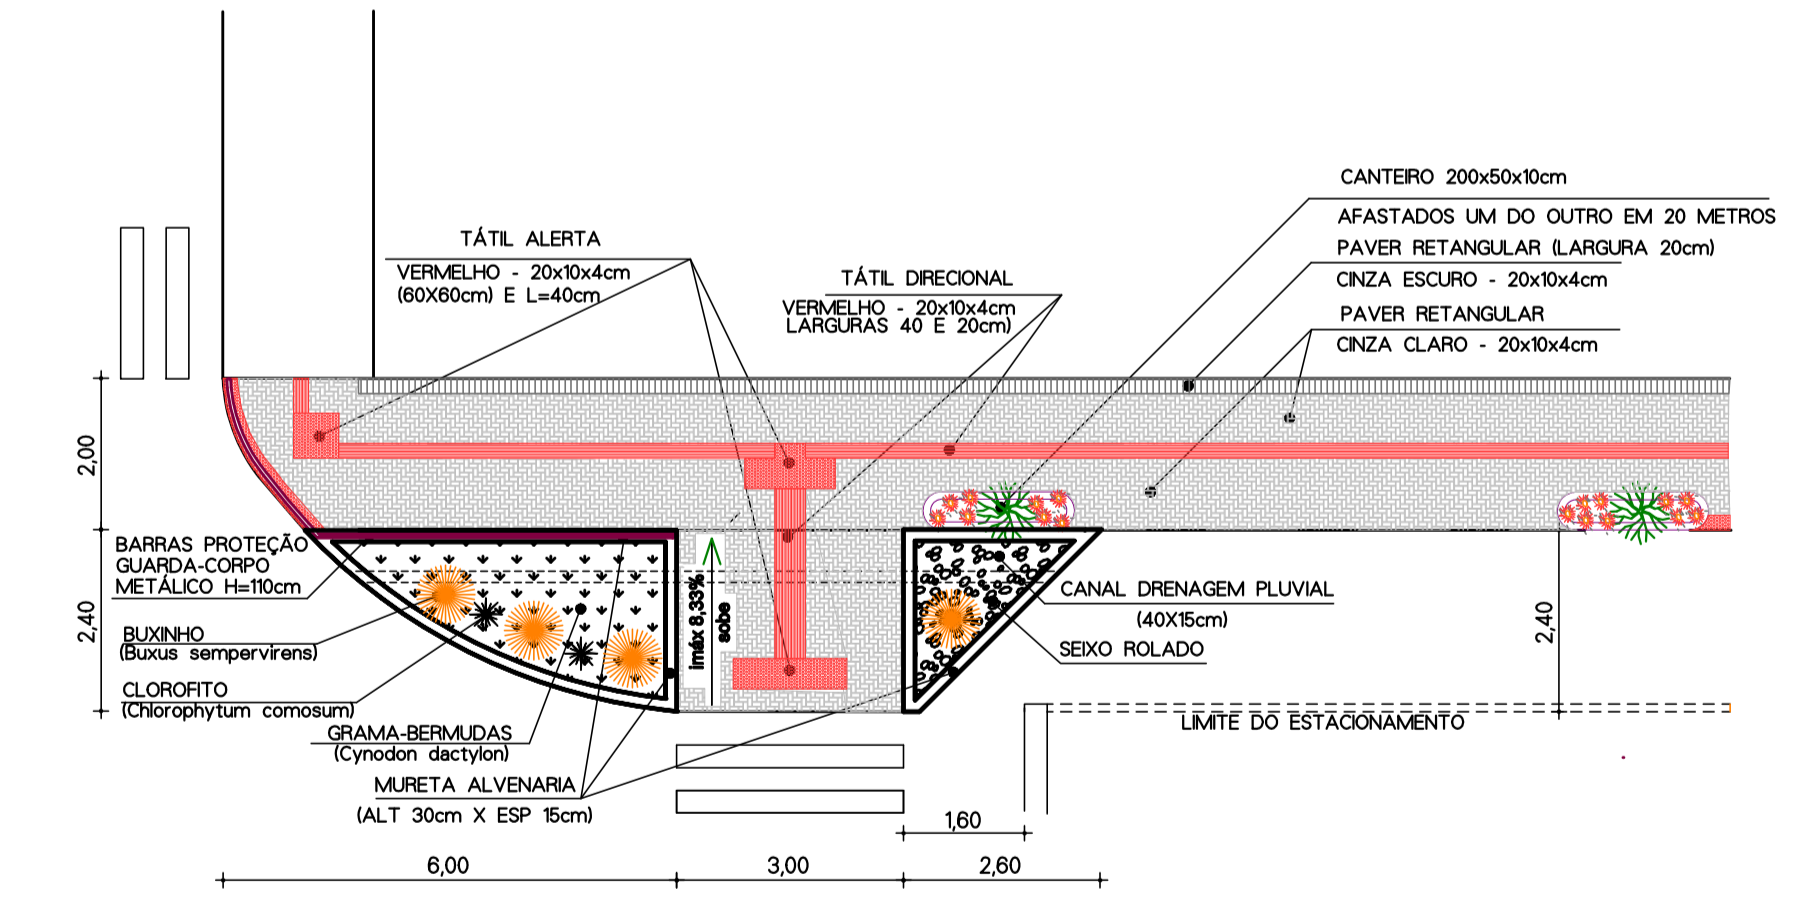 CANTEIRO 200x50x10cm
AFASTADOS UM DO OUTRO EM 20 METROS
PAVER RETANGULAR (LARGURA 20cm)
CINZA ESCURO - 20x10x4cm
PAVER RETANGULAR
CINZA CLARO - 20x10x4cm
TÁTIL ALERTA
VERMELHO - 20x10x4cm
(60X60cm) E L=40cm
TÁTIL DIRECIONAL
VERMELHO - 20x10x4cm
LARGURAS 40 E 20cm)
2,00
2,40
BARRAS PROTEÇÃO
GUARDA-CORPO
METÁLICO H=110cm
BUXINHO
(Buxus sempervirens)
CLOROFITO
(Chlorophytum comosum)
GRAMA-BERMUDAS
(Cynodon dactylon)
MURETA ALVENARIA
(ALT 30cm X ESP 15cm)
imáx 8,33%
sobe
CANAL DRENAGEM PLUVIAL
(40X15cm)
SEIXO ROLADO
2,40
LIMITE DO ESTACIONAMENTO
1,60
6,00
3,00
2,60